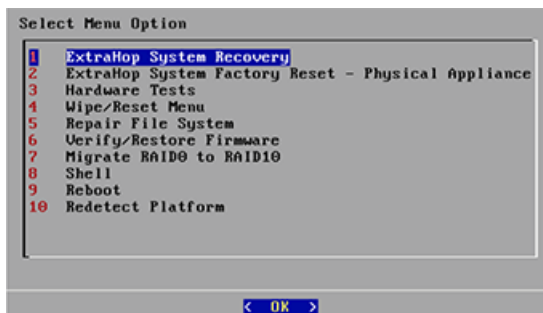 Select Menu Option
1 ExtraHop System Recovery
2 ExtraHop System Factory Reset - Physical Appliance
3 Hardware Tests
4 Wipe/Reset Menu
5 Repair File System
6 Verify/Restore Firmware
7 Migrate RAID0 to RAID10
8 Shell
9 Reboot
10 Redetect Platform
< OK >